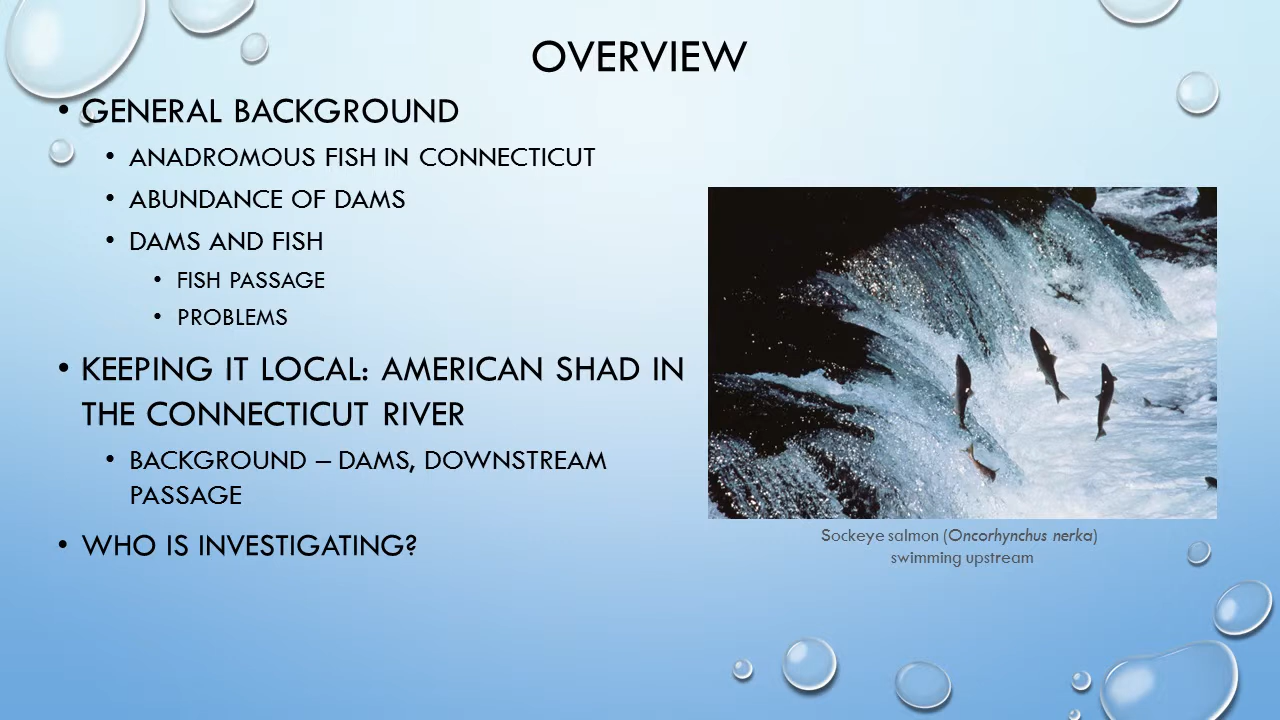 OVERVIEW
• GENERAL BACKGROUND
• ANADROMOUS FISH IN CONNECTICUT
• ABUNDANCE OF DAMS
• DAMS AND FISH
• FISH PASSAGE
• PROBLEMS
• KEEPING IT LOCAL: AMERICAN SHAD IN
THE CONNECTICUT RIVER
• BACKGROUND – DAMS, DOWNSTREAM
PASSAGE
• WHO IS INVESTIGATING?
Sockeye salmon (Oncorhynchus nerka)
swimming upstream